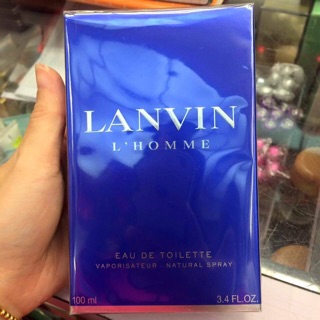 LANVIN
L'HOMME
EAU DE TOILETTE
VAPORISATEUR - NATURAL SPRAY
100 ml 3.4 FL.OZ.